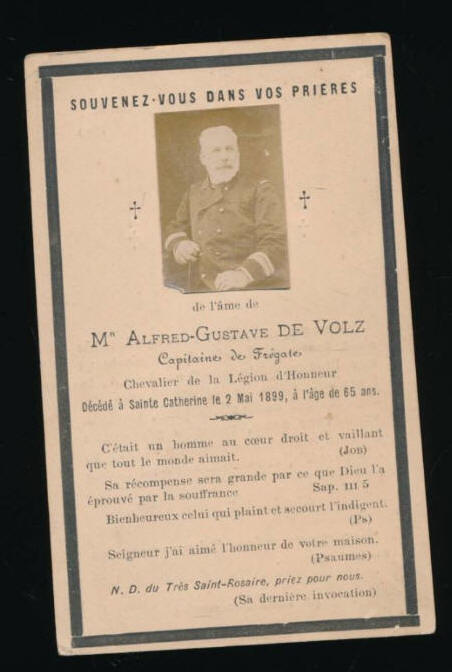 SOUVENEZ-VOUS DANS VOS PRIERES
de l'âme de
Mr ALFRED-GUSTAVE DE VOLZ
Capitaine de Frégate
Chevalier de la Légion d'Honneur
Décédé à Sainte Catherine le 2 Mai 1899, à l'âge de 65 ans.
C'était un homme au cœur droit et vaillant
que tout le monde aimait. (JOB)
Sa récompense sera grande par ce que Dieu l'a
éprouvé par la souffrance Sap. III 5
Bienheureux celui qui plaint et secourt l'indigent.
(Ps)
Seigneur j'ai aimé l'honneur de votre maison.
(Psaumes)
N. D. du Très Saint-Rosaire, priez pour nous.
(Sa dernière invocation)